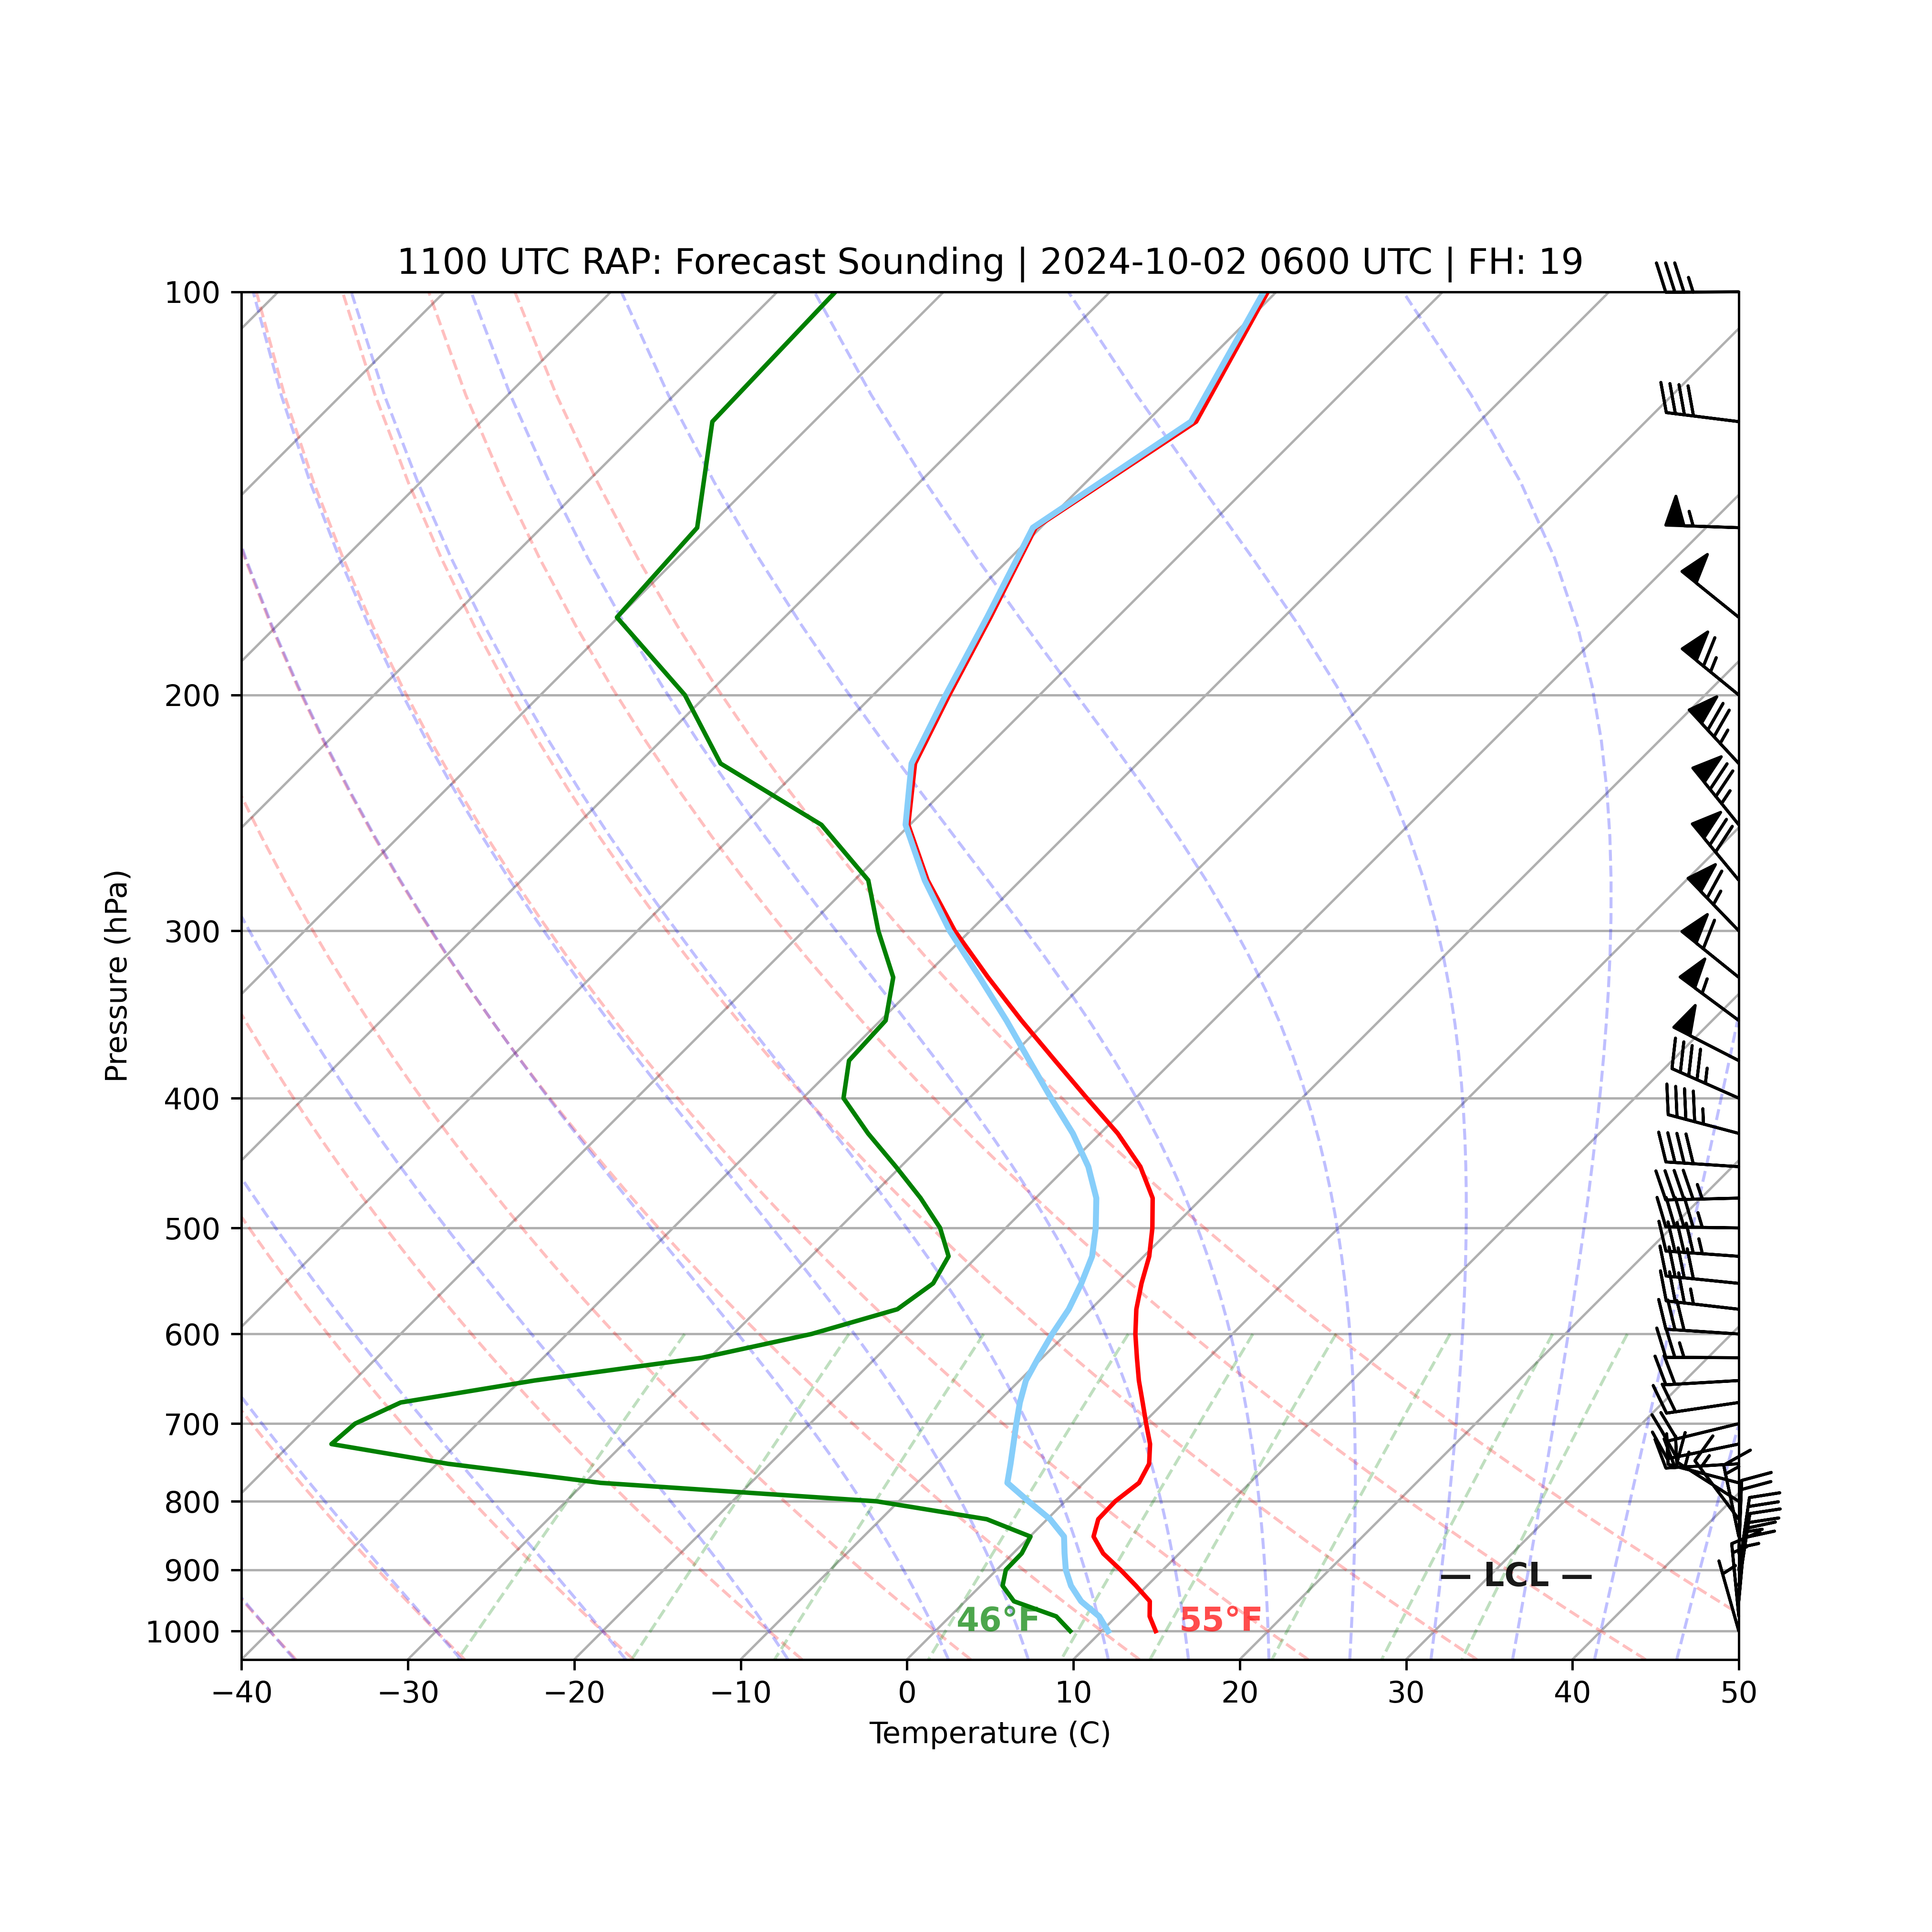 1100 UTC RAP: Forecast Sounding | 2024-10-02 0600 UTC | FH: 19
100
200
300
400
500
600
700
800
900
1000
Pressure (hPa)
— LCL —
46°F
55°F
−40 −30 −20 −10 0 10 20 30 40 50
Temperature (C)